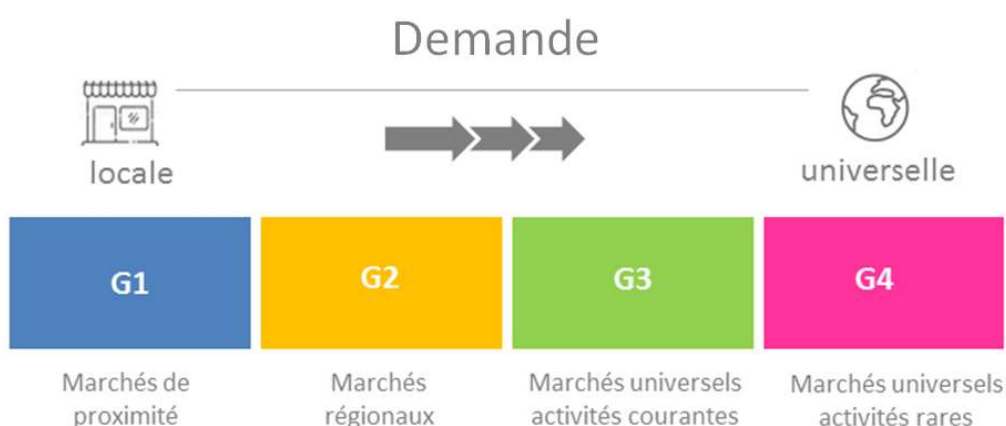 Demande
locale
universelle
G1
G2
G3
G4
Marchés de
proximité
Marchés
régionaux
Marchés universels
activités courantes
Marchés universels
activités rares